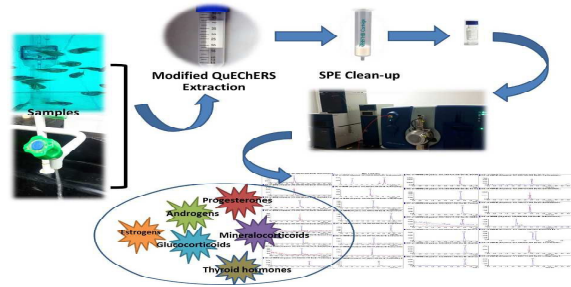 Modified QuEChERS
Extraction
SPE Clean-up
Samples
Progesterones
Androgens
Estrogens
Mineralocorticoids
Glucocorticoids
Thyroid hormones